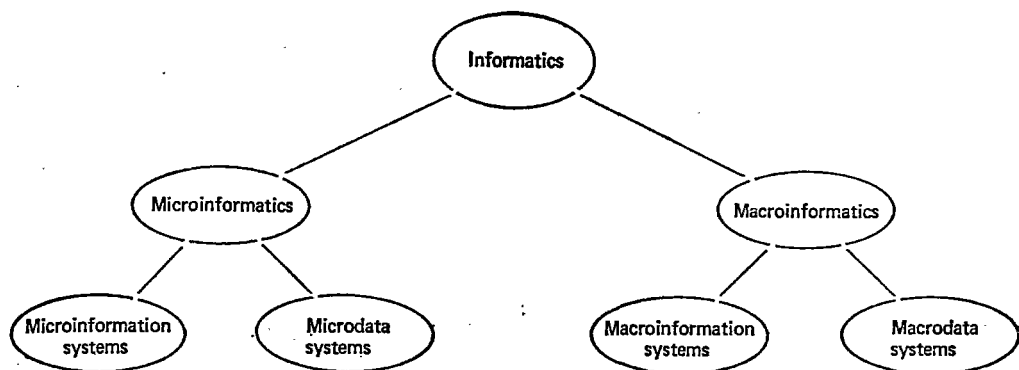 Informatics
Microinformatics
Macroinformatics
Microinformation
systems
Microdata
systems
Macroinformation
systems
Macrodata
systems